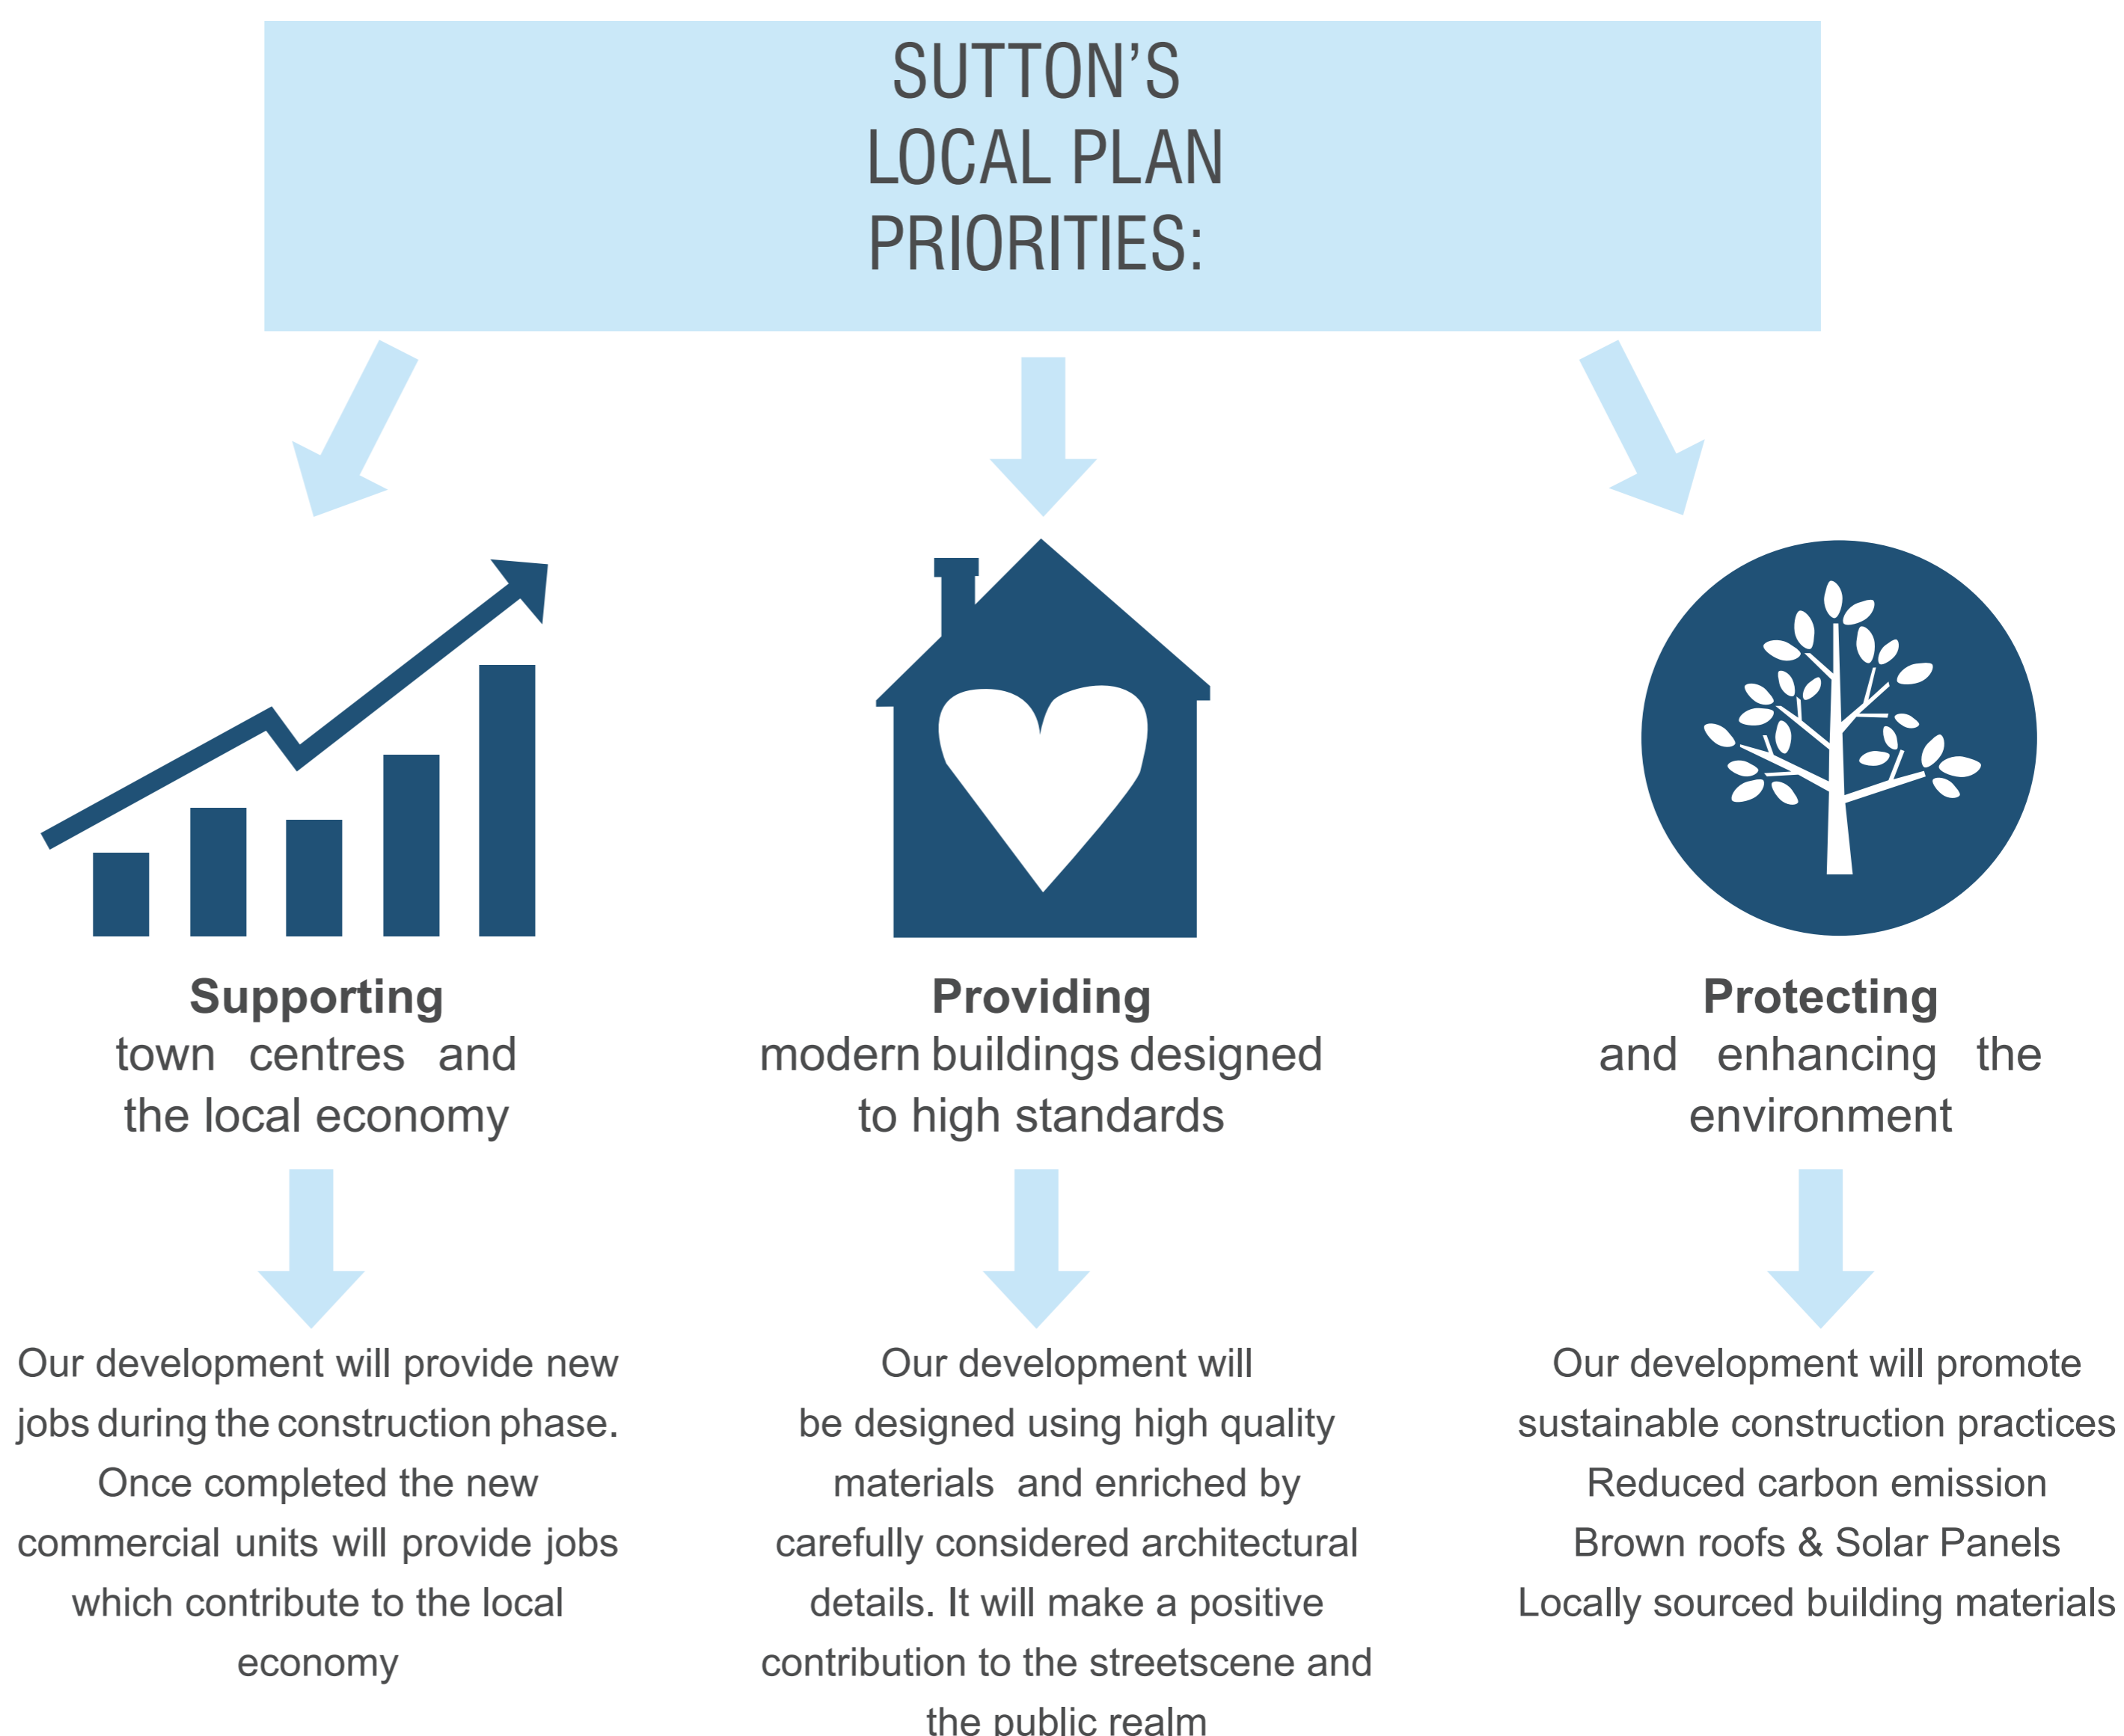 SUTTON’S
LOCAL PLAN
PRIORITIES:
Supporting
town centres and
the local economy
Providing
modern buildings designed
to high standards
Protecting
and enhancing the
environment
Our development will provide new
jobs during the construction phase.
Once completed the new
commercial units will provide jobs
which contribute to the local
economy
Our development will
be designed using high quality
materials and enriched by
carefully considered architectural
details. It will make a positive
contribution to the streetscene and
the public realm
Our development will promote
sustainable construction practices
Reduced carbon emission
Brown roofs & Solar Panels
Locally sourced building materials